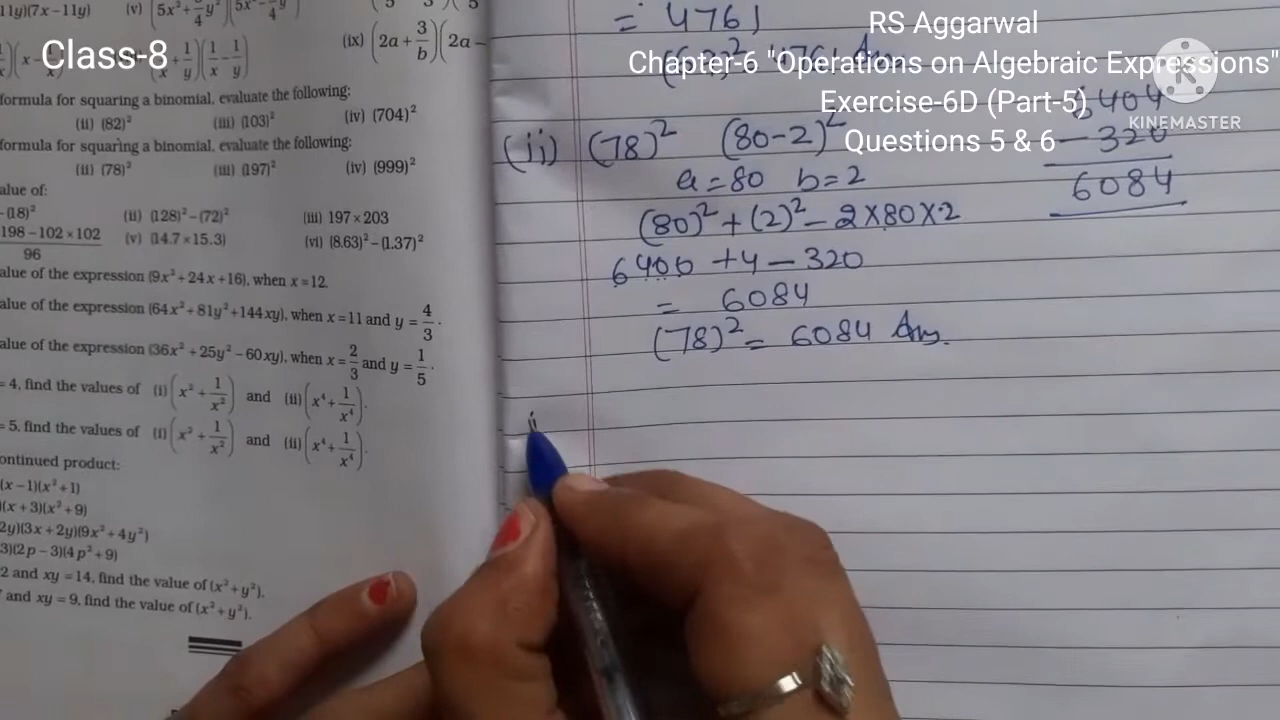 11y)(7x-11y) (v)
(ix) (2a + 3/b)(2a -
Class-8
formula for squaring a binomial, evaluate the following:
(ii) (82)² (iii) (103)² (iv) (704)²
formula for squaring a binomial, evaluate the following:
(ii) (78)² (iii) (197)² (iv) (999)²
alue of:
-(18)² (ii) (128)² - (72)² (iii) 197 × 203
198 - 102 × 102 / 96 (v) (14.7 × 15.3) (vi) (8.63)² - (1.37)²
alue of the expression (9x² + 24x + 16), when x = 12.
alue of the expression (64x² + 81y² + 144xy), when x = 11 and y = 4/3.
alue of the expression (36x² + 25y² - 60xy), when x = 2/3 and y = 1/5.
= 4, find the values of (i) (x² + 1/x²) and (ii) (x⁴ + 1/x⁴).
= 5, find the values of (i) (x² + 1/x²) and (ii) (x⁴ + 1/x⁴).
ontinued product:
(x - 1)(x² + 1)
(x + 3)(x² + 9)
2y)(3x + 2y)(9x² + 4y²)
3)(2p - 3)(4p² + 9)
2 and xy = 14, find the value of (x² + y²).
and xy = 9, find the value of (x² + y²).
= 4761
RS Aggarwal
Chapter-6 "Operations on Algebraic Expressions"
Exercise-6D (Part-5)
Questions 5 & 6
KINEMASTER
(ii) (78)² (80-2)²
a = 80 b = 2
(80)² + (2)² - 2×80×2
6400 + 4 - 320
= 6084
(78)² = 6084 Ans.
6404
- 320
6084